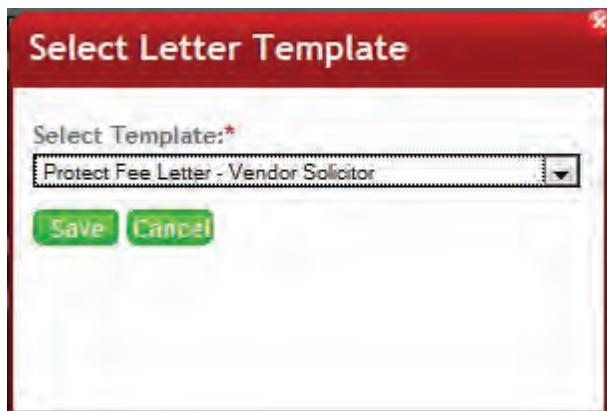 Select Letter Template
Select Template:*
Protect Fee Letter - Vendor Solicitor
Save Cancel